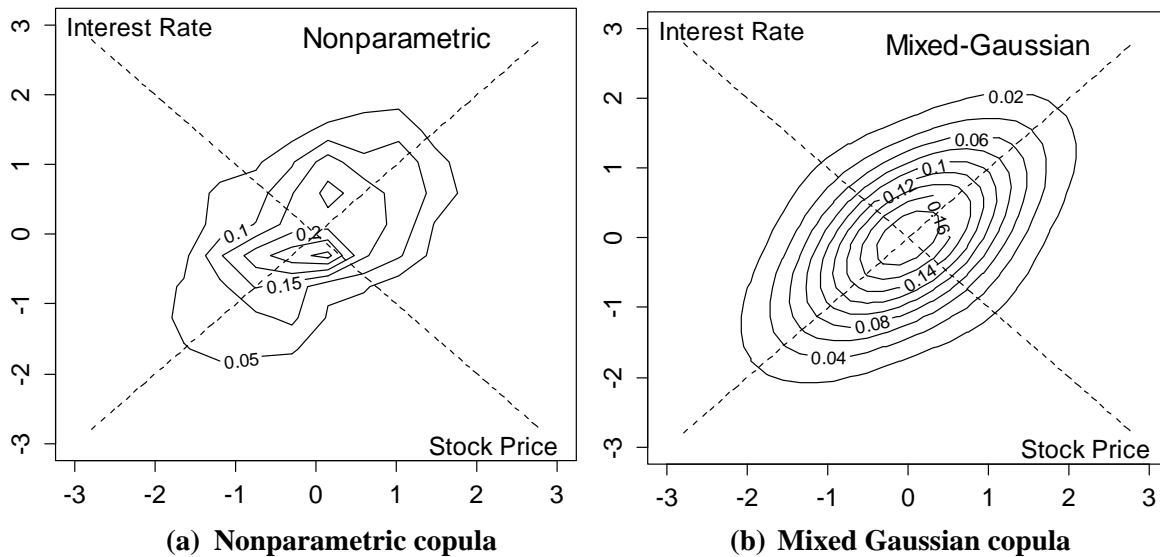 Interest Rate
Nonparametric
3
2
1
0
-1
-2
-3
0.1
0.2
0.15
0.05
Stock Price
-3 -2 -1 0 1 2 3
(a) Nonparametric copula
Interest Rate
Mixed-Gaussian
3
2
1
0
-1
-2
-3
0.02
0.06
0.1
0.12
0.16
0.14
0.08
0.04
Stock Price
-3 -2 -1 0 1 2 3
(b) Mixed Gaussian copula